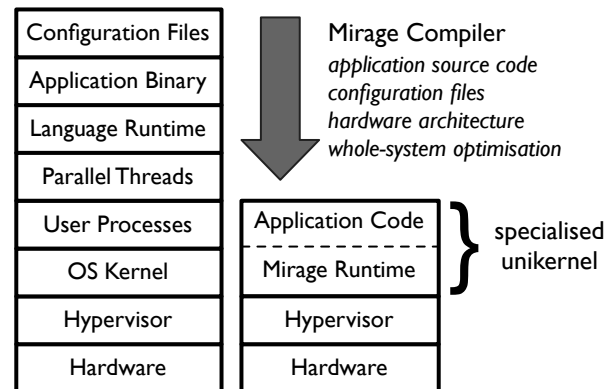 Configuration Files
Application Binary
Language Runtime
Parallel Threads
User Processes
OS Kernel
Hypervisor
Hardware
Mirage Compiler
application source code
configuration files
hardware architecture
whole-system optimisation
Application Code
Mirage Runtime
Hypervisor
Hardware
specialised
unikernel